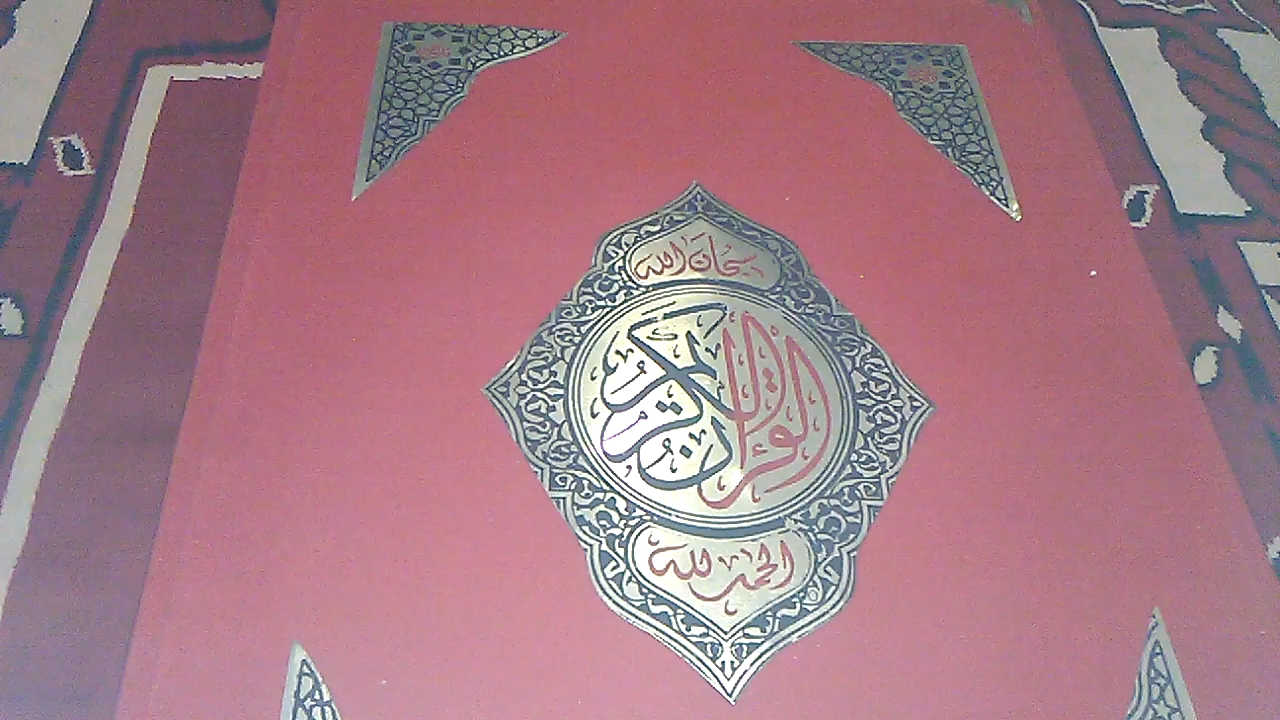 سبحان الله
القرآن الكريم
الحمد لله